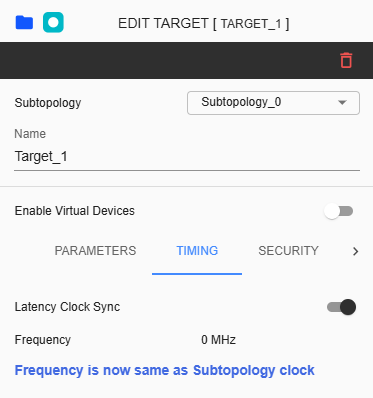 EDIT TARGET [ TARGET_1 ]
Subtopology Subtopology_0
Name
Target_1
Enable Virtual Devices
PARAMETERS TIMING SECURITY
Latency Clock Sync
Frequency 0 MHz
Frequency is now same as Subtopology clock